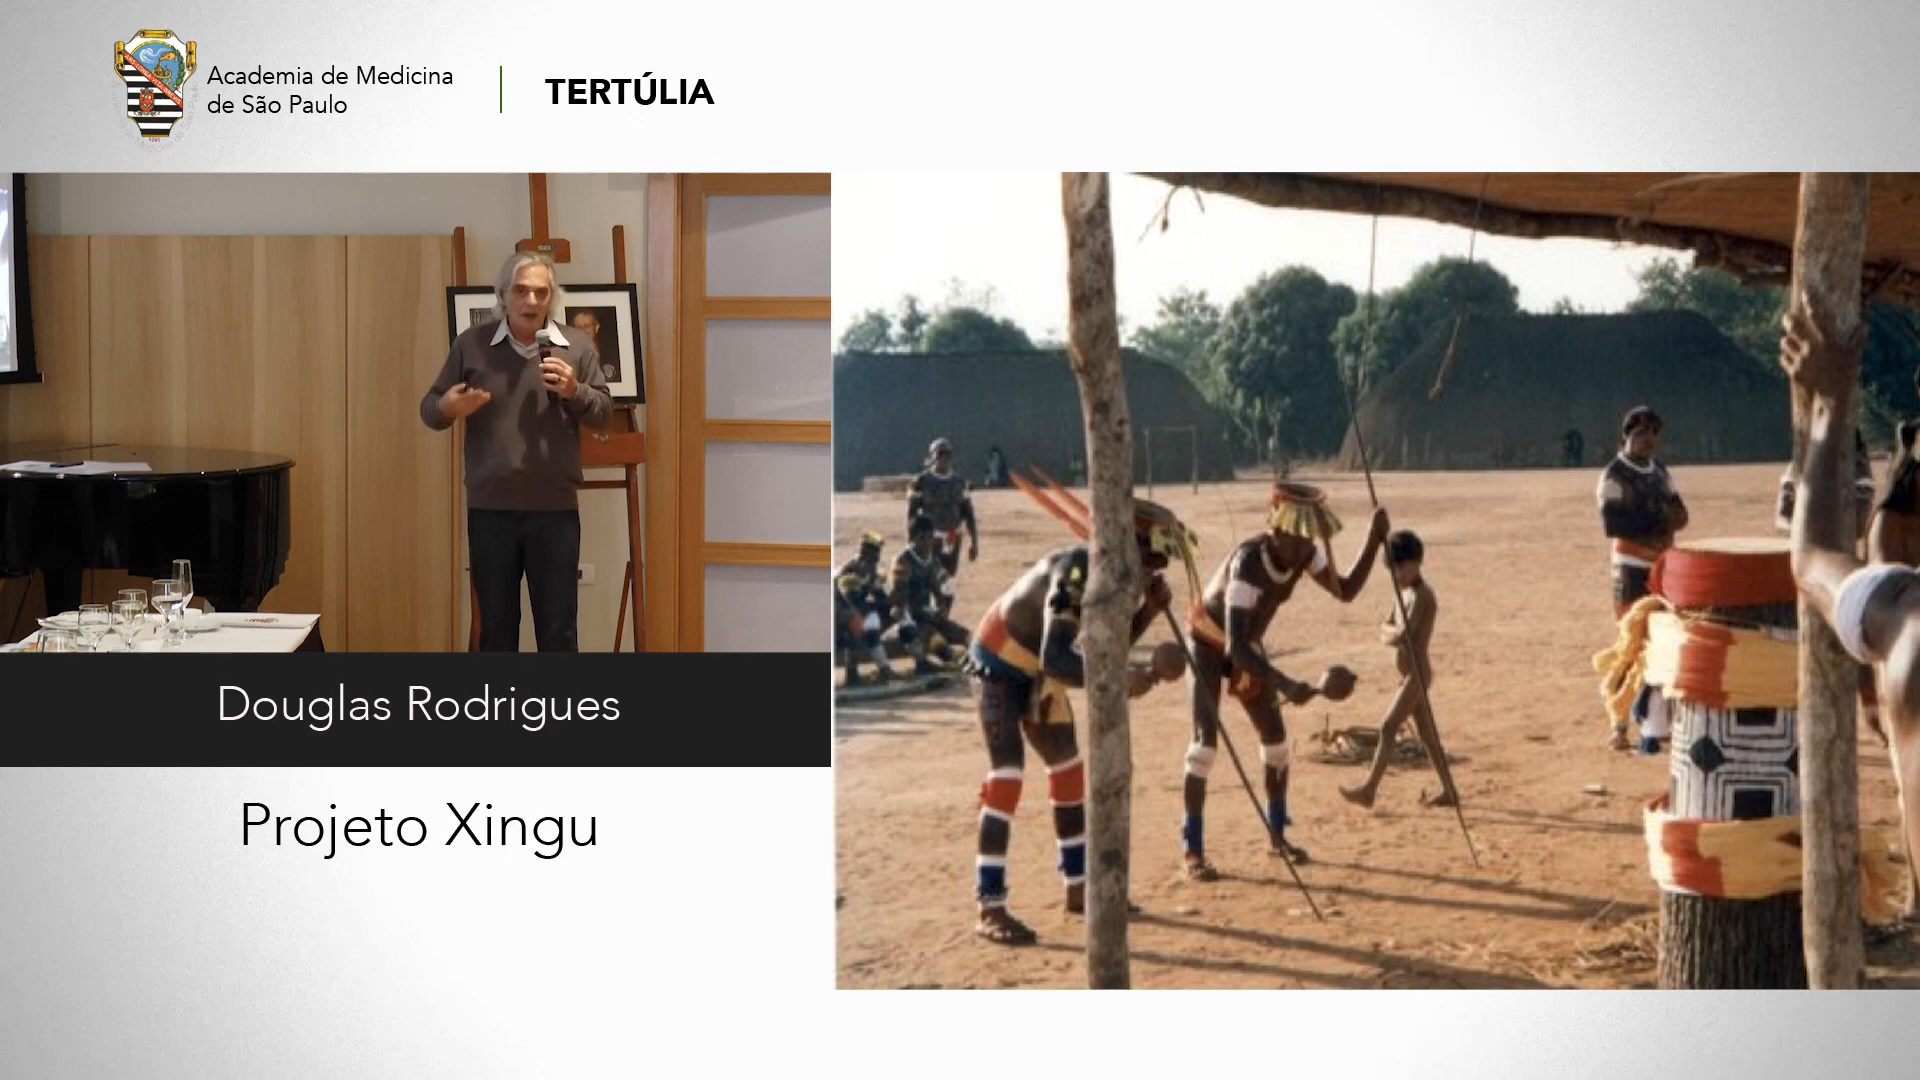 Academia de Medicina
de São Paulo
TERTÚLIA
Douglas Rodrigues
Projeto Xingu